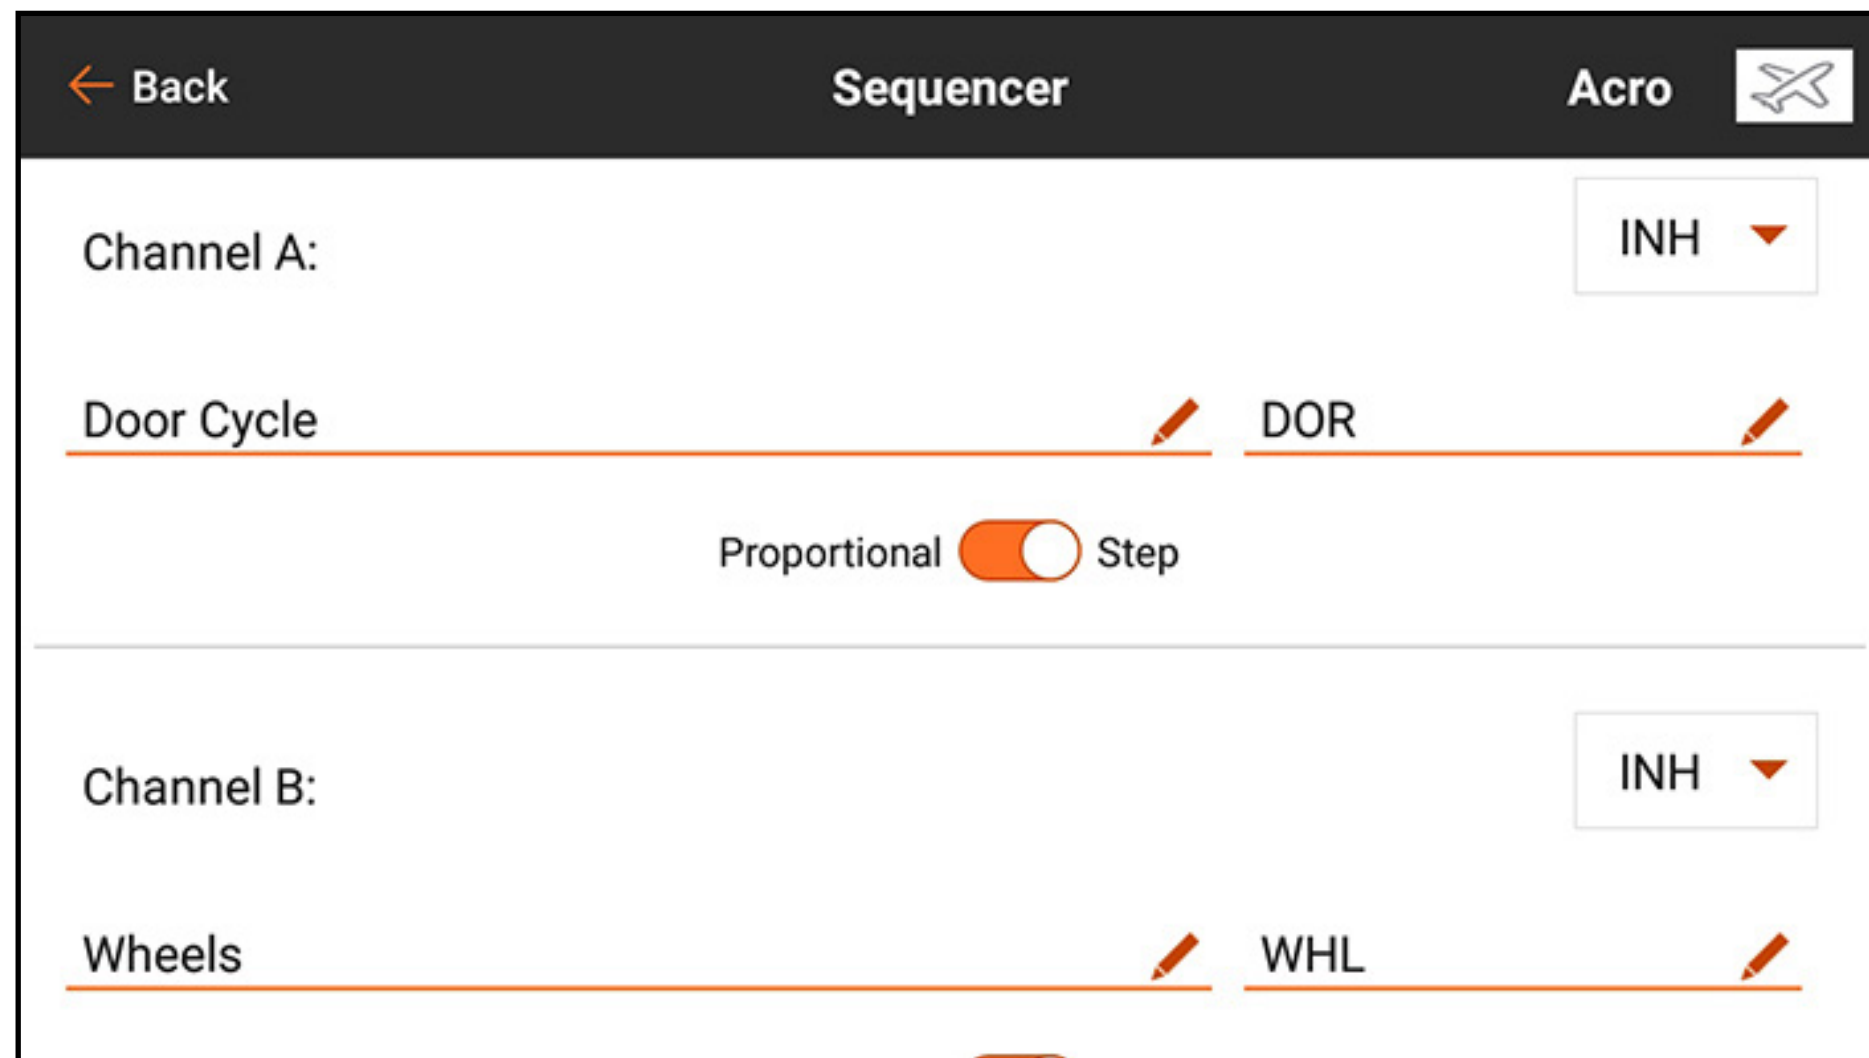 Back Sequencer Acro
Channel A: INH
Door Cycle DOR
Proportional Step
Channel B: INH
Wheels WHL